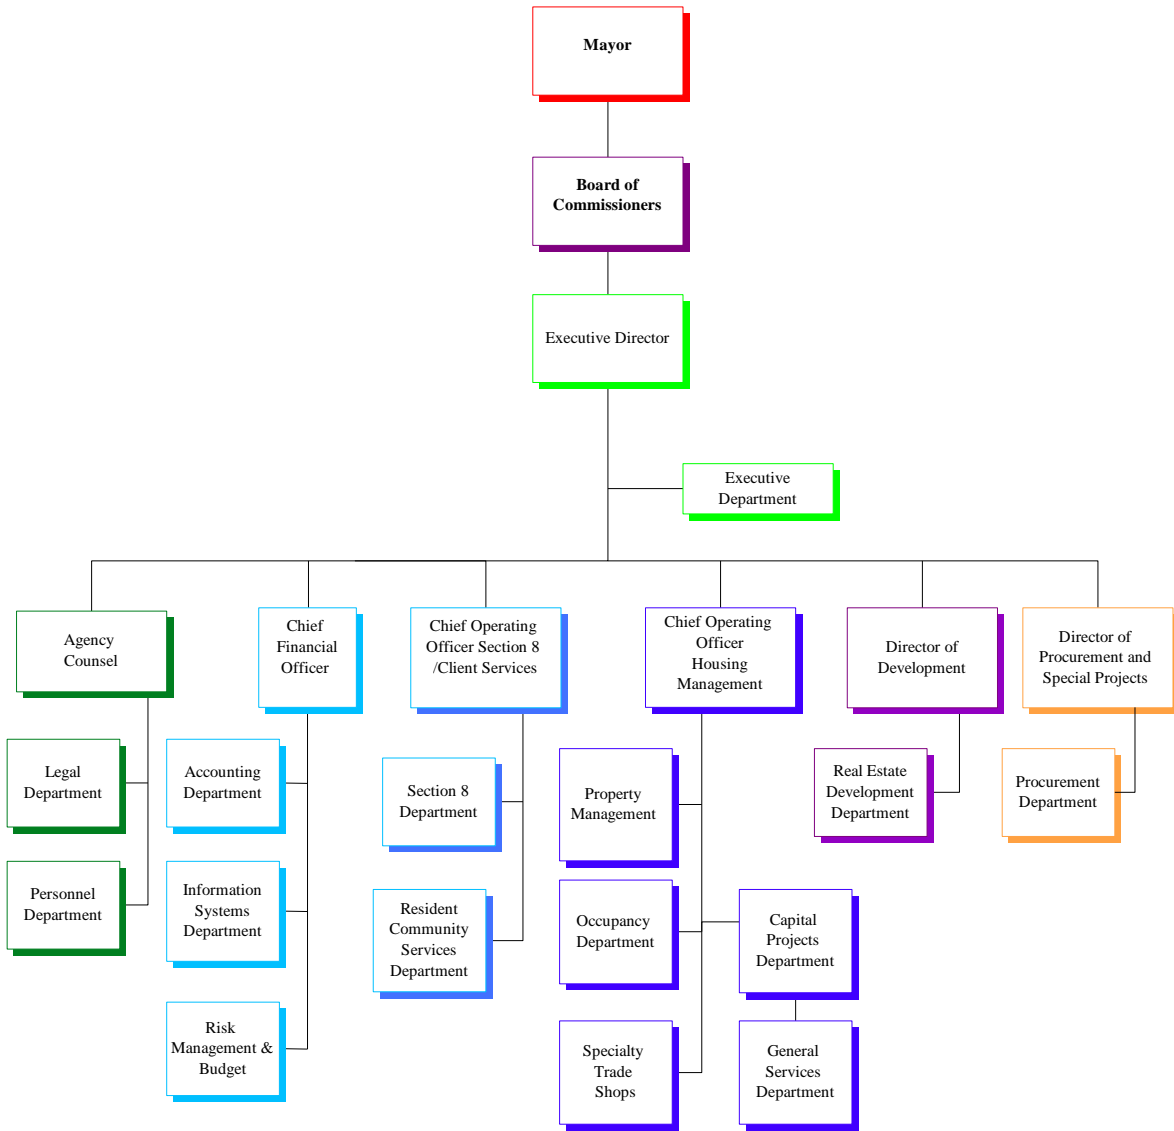 Mayor
Board of
Commissioners
Executive Director
Executive
Department
Agency
Counsel
Chief
Financial
Officer
Chief Operating
Officer Section 8
/Client Services
Chief Operating
Officer
Housing
Management
Director of
Development
Director of
Procurement and
Special Projects
Legal
Department
Accounting
Department
Section 8
Department
Property
Management
Real Estate
Development
Department
Procurement
Department
Personnel
Department
Information
Systems
Department
Resident
Community
Services
Department
Occupancy
Department
Capital
Projects
Department
Risk
Management &
Budget
Specialty
Trade
Shops
General
Services
Department